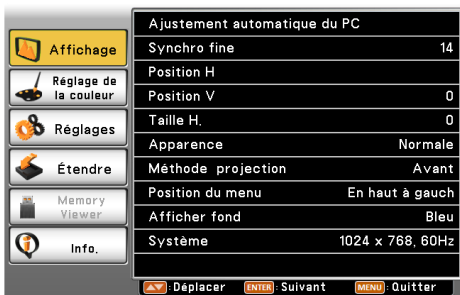 Affichage
Réglage de
la couleur
Réglages
Étendre
Memory
Viewer
Info.
Ajustement automatique du PC
Synchro fine 14
Position H
Position V 0
Taille H. 0
Apparence Normale
Méthode projection Avant
Position du menu En haut à gauch
Afficher fond Bleu
Système 1024 x 768, 60Hz
:Déplacer ENTER :Suivant MENU :Quitter